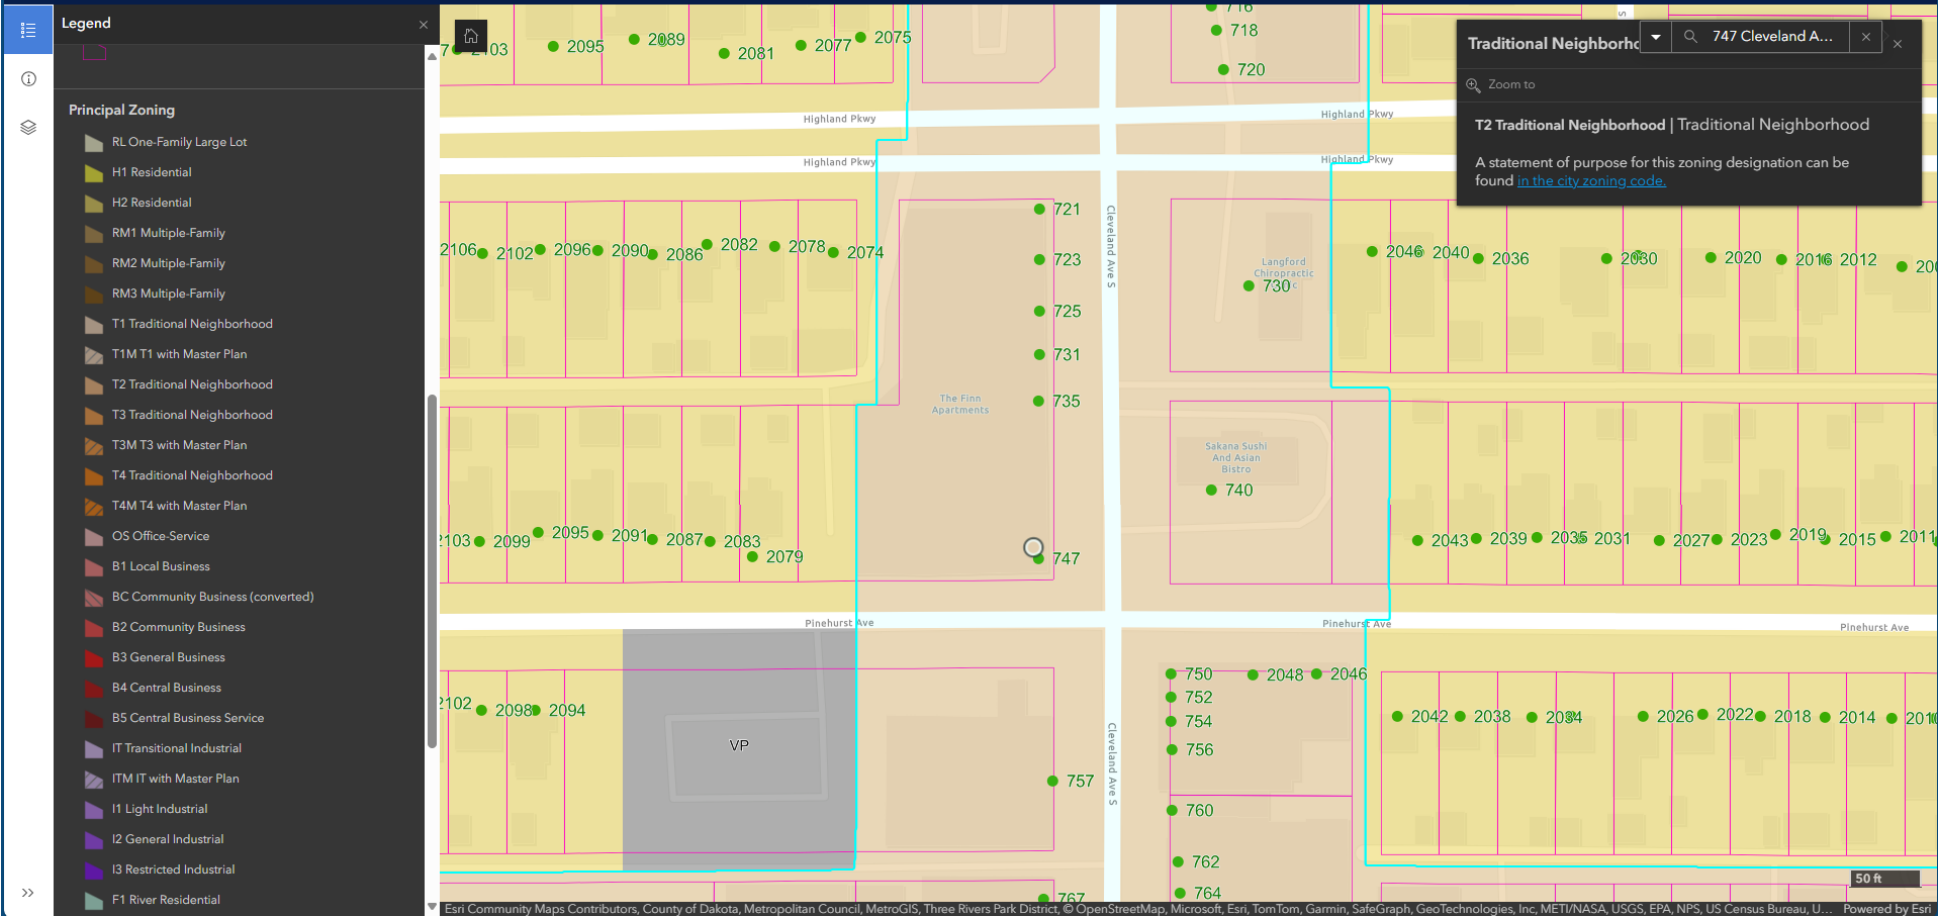 Legend
Principal Zoning
RL One-Family Large Lot
H1 Residential
H2 Residential
RM1 Multiple-Family
RM2 Multiple-Family
RM3 Multiple-Family
T1 Traditional Neighborhood
T1M T1 with Master Plan
T2 Traditional Neighborhood
T3 Traditional Neighborhood
T3M T3 with Master Plan
T4 Traditional Neighborhood
T4M T4 with Master Plan
OS Office-Service
B1 Local Business
BC Community Business (converted)
B2 Community Business
B3 General Business
B4 Central Business
B5 Central Business Service
IT Transitional Industrial
ITM IT with Master Plan
I1 Light Industrial
I2 General Industrial
I3 Restricted Industrial
F1 River Residential
2103 2095 2089 2081 2077 2075
716
718
720
Highland Pkwy Highland Pkwy
Highland Pkwy Highland Pkwy
2106 2102 2096 2090 2086 2082 2078 2074
721
723
725
731
735
747
The Finn
Apartments
Cleveland Ave S
Langford
Chiropractic
730
2046 2040 2036 2030 2020 2016 2012
Sakana Sushi
And Asian
Bistro
740
2103 2099 2095 2091 2087 2083 2079
2043 2039 2035 2031 2027 2023 2019 2015 2011
Pinehurst Ave Pinehurst Ave Pinehurst Ave
2102 2098 2094
VP
757
767
Cleveland Ave S
750 2048 2046
752
754
756
760
762
764
2042 2038 2034 2026 2022 2018 2014
Traditional Neighborho
747 Cleveland A...
Zoom to
T2 Traditional Neighborhood | Traditional Neighborhood
A statement of purpose for this zoning designation can be
found in the city zoning code.
50 ft
Esri Community Maps Contributors, County of Dakota, Metropolitan Council, MetroGIS, Three Rivers Park District, © OpenStreetMap, Microsoft, Esri, TomTom, Garmin, SafeGraph, GeoTechnologies, Inc, METI/NASA, USGS, EPA, NPS, US Census Bureau, U... Powered by Esri